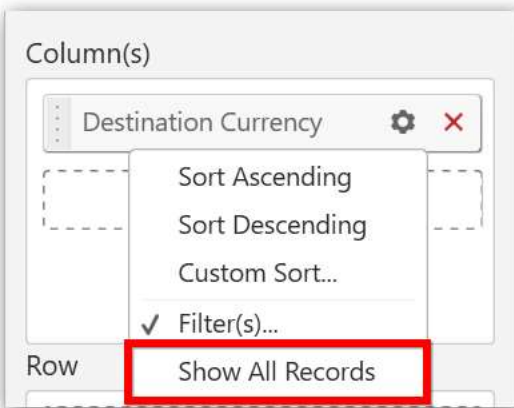 Column(s)
Destination Currency
Sort Ascending
Sort Descending
Custom Sort...
Filter(s)...
Row
Show All Records